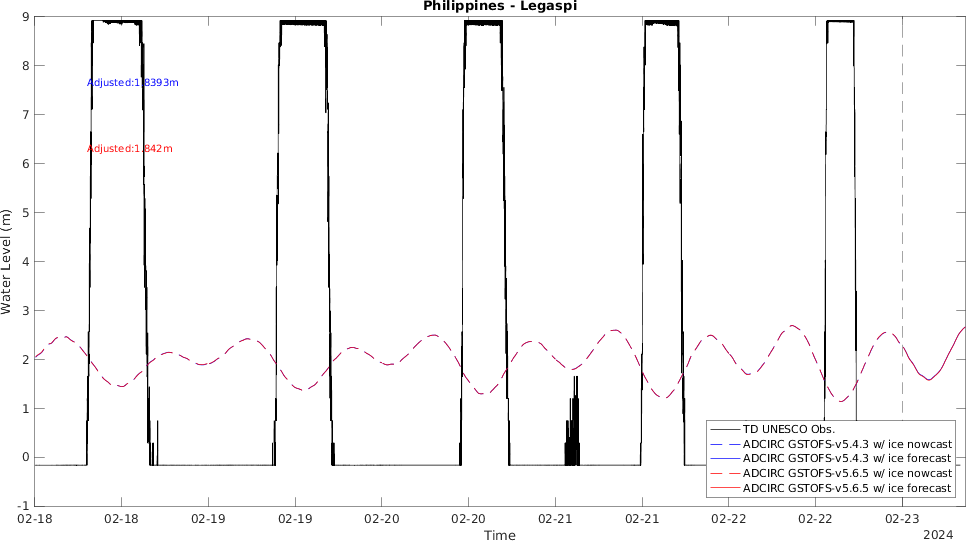 Philippines - Legaspi
9
8
7
6
5
4
3
2
1
0
-1
Water Level (m)
Adjusted:1.8393m
Adjusted:1.842m
TD UNESCO Obs.
ADCIRC GSTOFS-v5.4.3 w/ ice nowcast
ADCIRC GSTOFS-v5.4.3 w/ ice forecast
ADCIRC GSTOFS-v5.6.5 w/ ice nowcast
ADCIRC GSTOFS-v5.6.5 w/ ice forecast
02-18 02-18 02-19 02-19 02-20 02-20 02-21 02-21 02-22 02-22 02-23
Time
2024